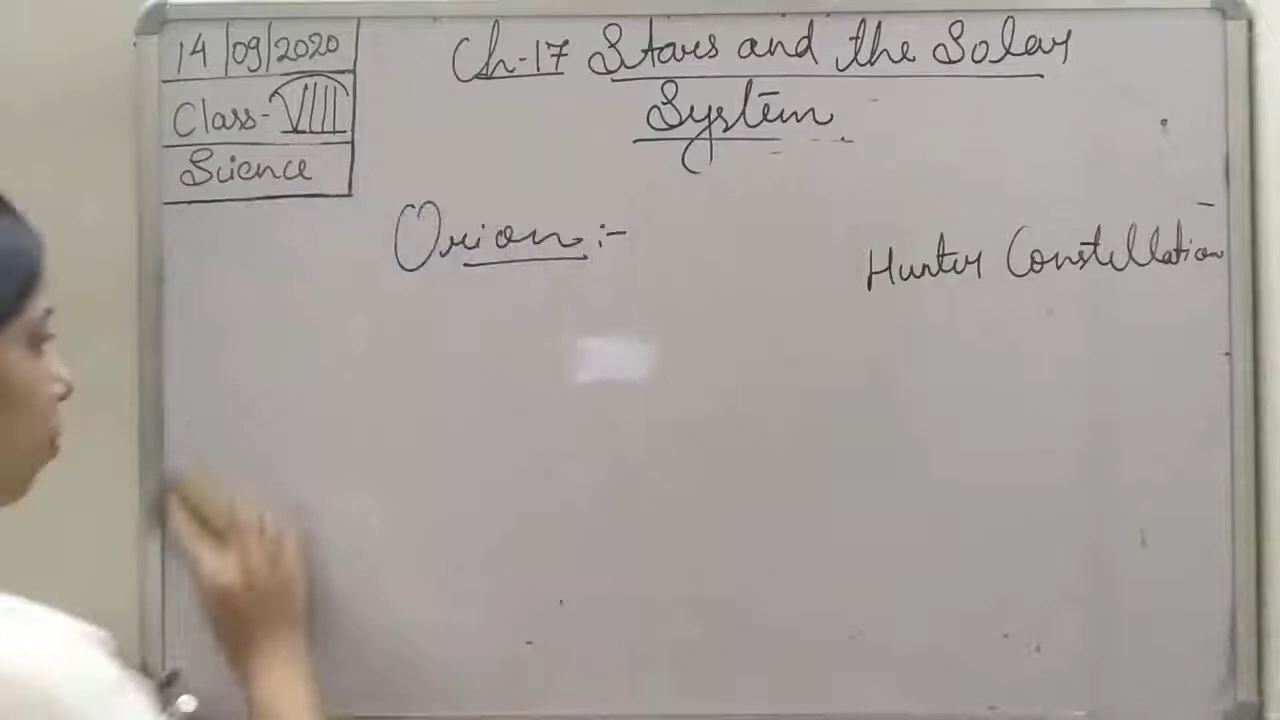 14/09/2020
Class-VIII
Science
Ch-17 Stars and the Solar
System
Orion:-
Hunter Constellation